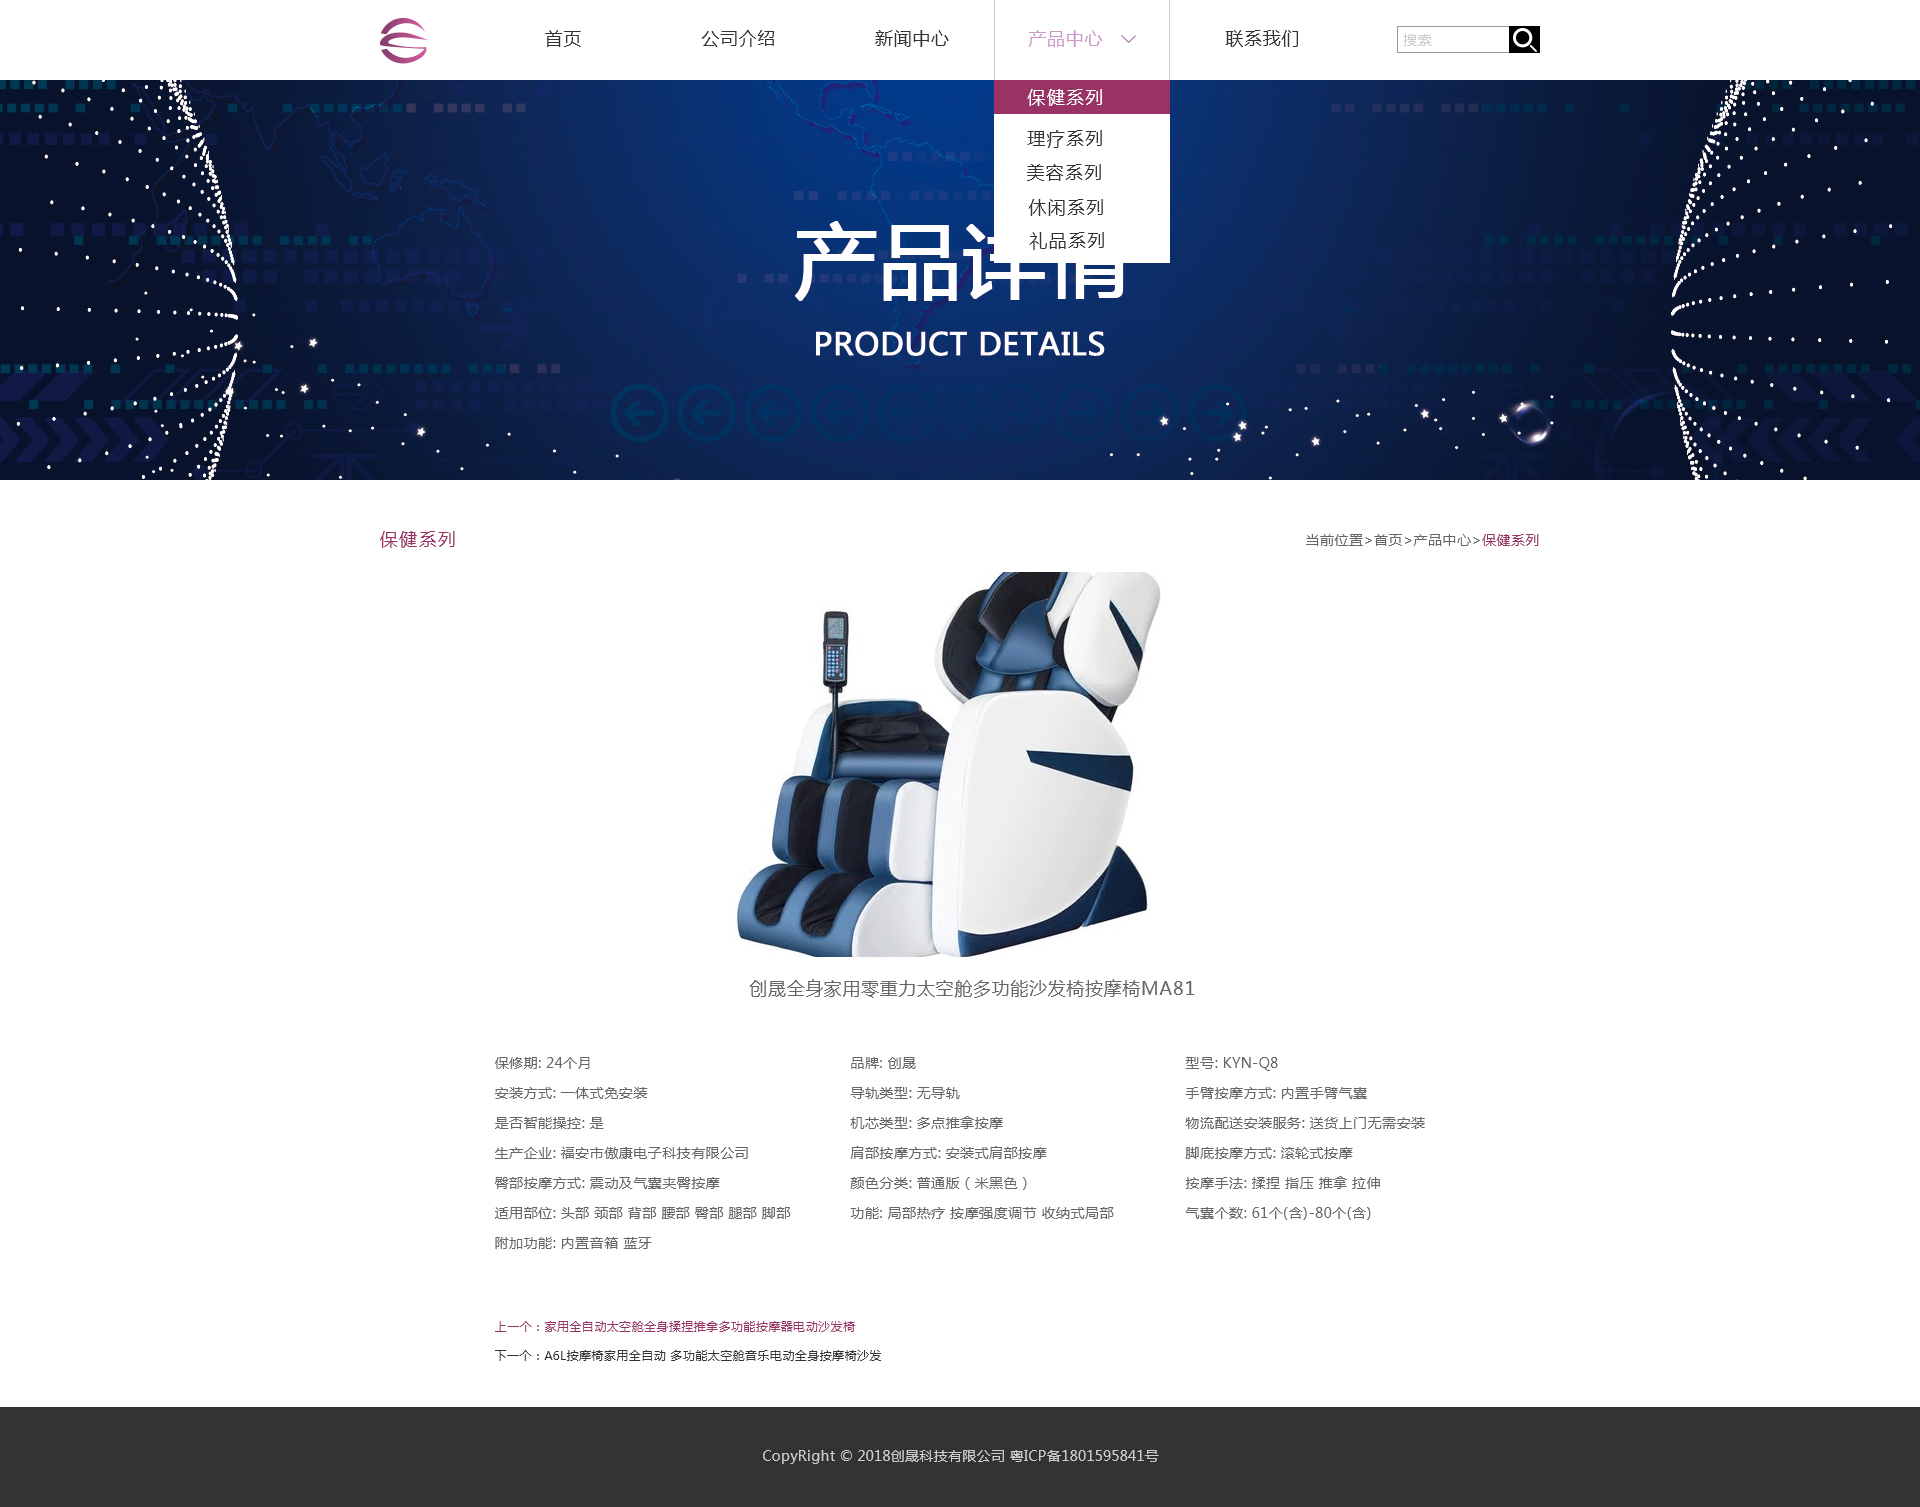 首页 公司介绍 新闻中心 产品中心 联系我们 搜索
保健系列
理疗系列
美容系列
休闲系列
礼品系列
产品详情
PRODUCT DETAILS
保健系列
当前位置>首页>产品中心>保健系列
创晟全身家用零重力太空舱多功能沙发椅按摩椅MA81
保修期: 24个月 品牌: 创晟 型号: KYN-Q8
安装方式: 一体式免安装 导轨类型: 无导轨 手臂按摩方式: 内置手臂气囊
是否智能操控: 是 机芯类型: 多点推拿按摩 物流配送安装服务: 送货上门无需安装
生产企业: 福安市傲康电子科技有限公司 肩部按摩方式: 安装式肩部按摩 脚底按摩方式: 滚轮式按摩
臀部按摩方式: 震动及气囊夹臀按摩 颜色分类: 普通版（米黑色） 按摩手法: 揉捏 指压 推拿 拉伸
适用部位: 头部 颈部 背部 腰部 臀部 腿部 脚部 功能: 局部热疗 按摩强度调节 收纳式局部 气囊个数: 61个(含)-80个(含)
附加功能: 内置音箱 蓝牙
上一个：家用全自动太空舱全身揉捏推拿多功能按摩器电动沙发椅
下一个：A6L按摩椅家用全自动 多功能太空舱音乐电动全身按摩椅沙发
CopyRight © 2018创晟科技有限公司 粤ICP备1801595841号